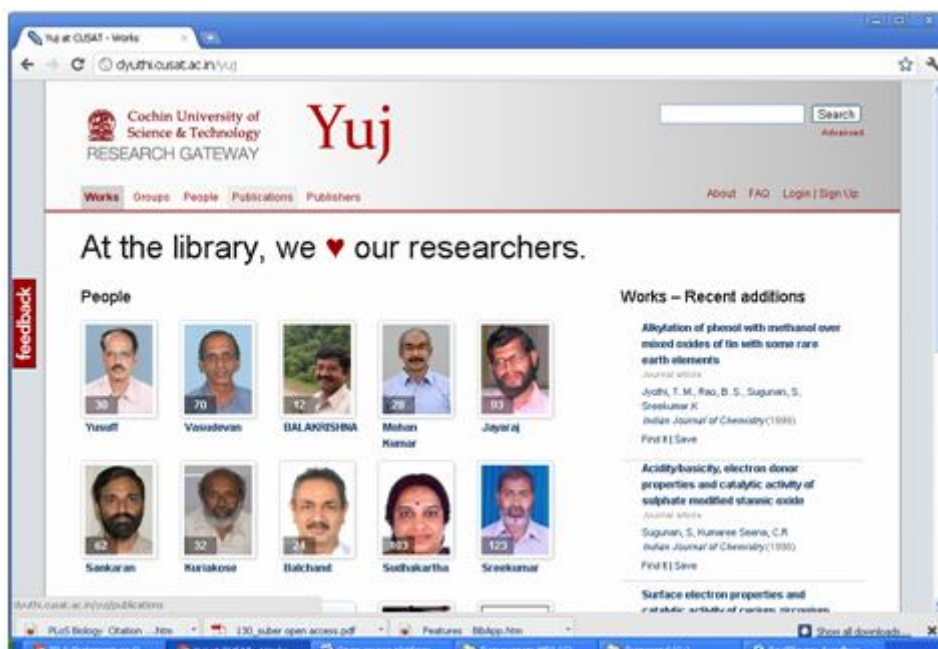 Yuj at CUSAT - Works
dyuthi.cusat.ac.in/yuj
Cochin University of
Science & Technology
RESEARCH GATEWAY
Yuj
Search
Advanced
Works Groups People Publications Publishers
About FAQ Login | Sign Up
At the library, we ♥ our researchers.
feedback
People
30 70 12 28 93
Yusuff Vasudevan BALAKRISHNA Mohan Kumar Jayaraj
62 32 24 103 123
Sankaran Kuriakose Balchand Sudhakartha Sreekumar
Works – Recent additions
Alkylation of phenol with methanol over
mixed oxides of tin with some rare
earth elements
Journal article
Jyothi, T. M., Rao, B. S., Sugunan, S,
Sreekumar.K
Indian Journal of Chemistry
Find It | Save
Acidity/basicity, electron donor
properties and catalytic activity of
sulphate modified stannic oxide
Journal article
Sugunan, S, Kumaree Seena, C.R
Indian Journal of Chemistry
Find It | Save
Surface electron properties and
catalytic activity of cerium zirconium
dyuthi.cusat.ac.in/yuj/publications
PLoS Biology Citation ....htm
130_suber open access.pdf
Features BibApp.htm
Show all downloads...